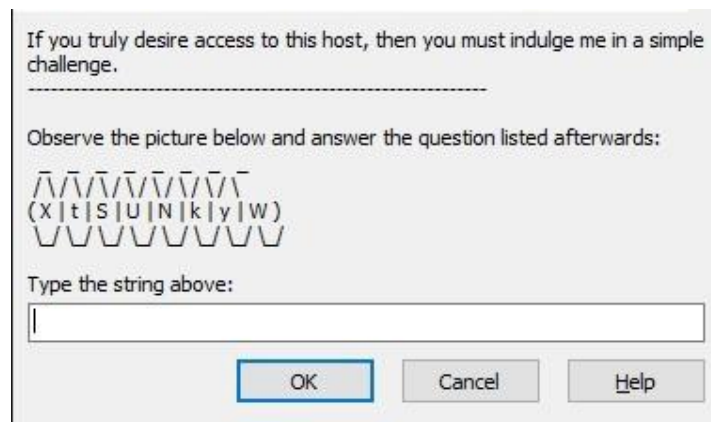 If you truly desire access to this host, then you must indulge me in a simple
challenge.
-------------------------------------------------------------
Observe the picture below and answer the question listed afterwards:
  _   _   _   _   _   _   _   _
 / \ / \ / \ / \ / \ / \ / \ / \
( X | t | S | U | N | k | y | W )
 \_/ \_/ \_/ \_/ \_/ \_/ \_/ \_/
Type the string above:
OK Cancel Help